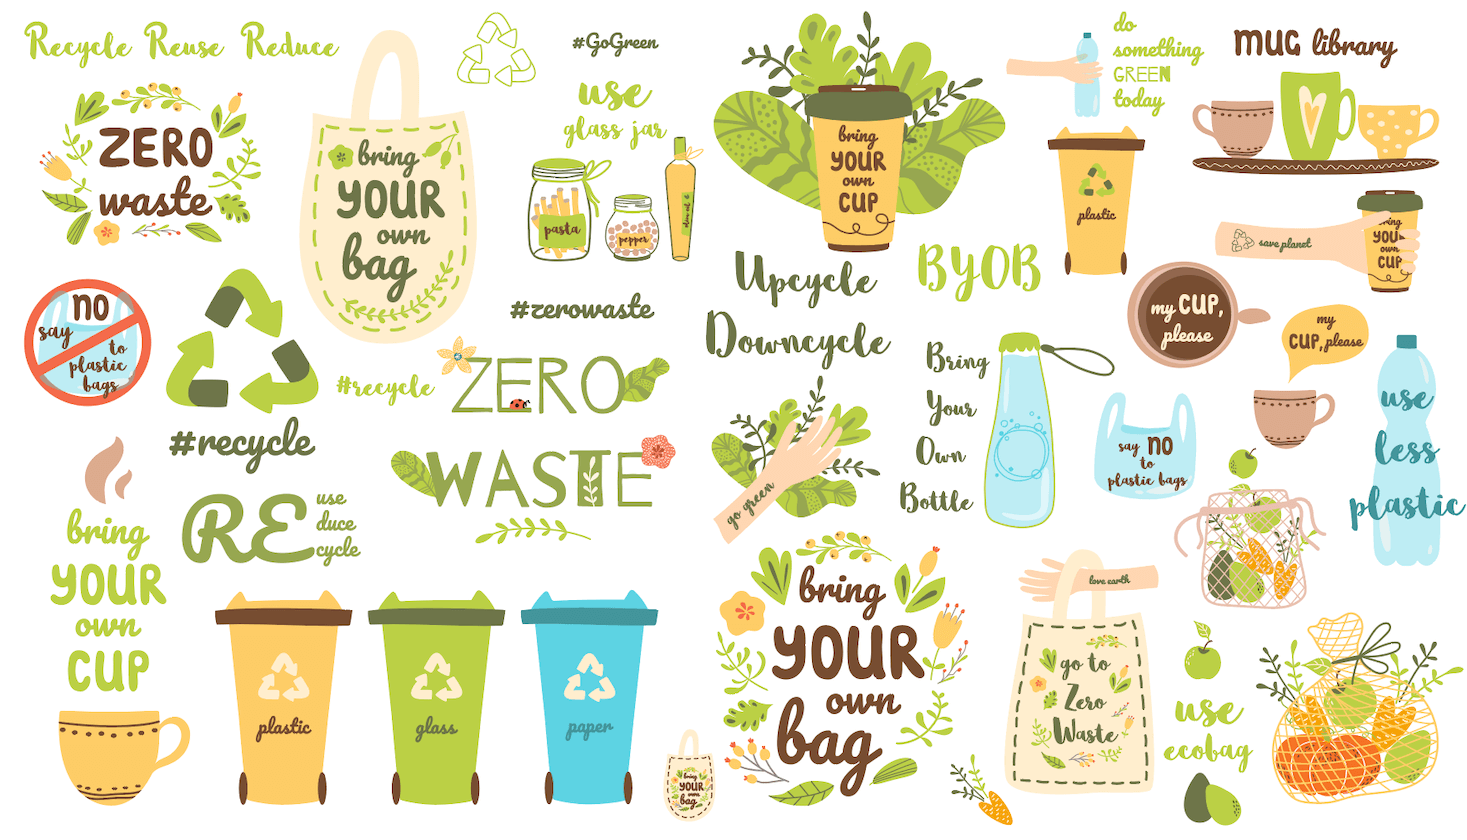 Recycle Reuse Reduce
ZERO
waste
bring
YOUR
own
bag
#GoGreen
use
glass jar
pasta
pepper
#zerowaste
NO
say
to
plastic
bags
#recycle
#recycle
ZERO
WASTE
RE
use
duce
cycle
bring
YOUR
own
CUP
plastic
glass
paper
bring
YOUR
own
bag
bring
YOUR
own
CUP
do
something
GREEN
today
MUG library
plastic
save planet
bring
YOUR
own
CUP
Upcycle
Downcycle
BYOB
my CUP,
please
my
CUP, please
Bring
Your
Own
Bottle
say NO
to
plastic bags
use
less
plastic
go green
bring
YOUR
own
bag
love earth
go to
Zero
Waste
use
ecobag